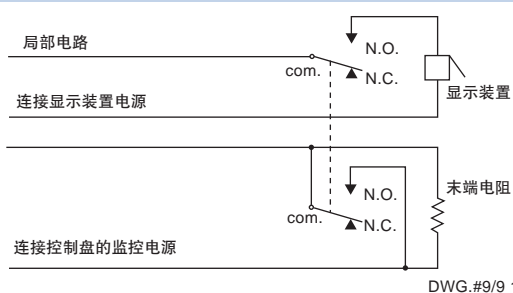 局部电路
N.O.
com.
N.C.
显示装置
连接显示装置电源
N.O.
末端电阻
com.
N.C.
连接控制盘的监控电源
DWG.#9/9